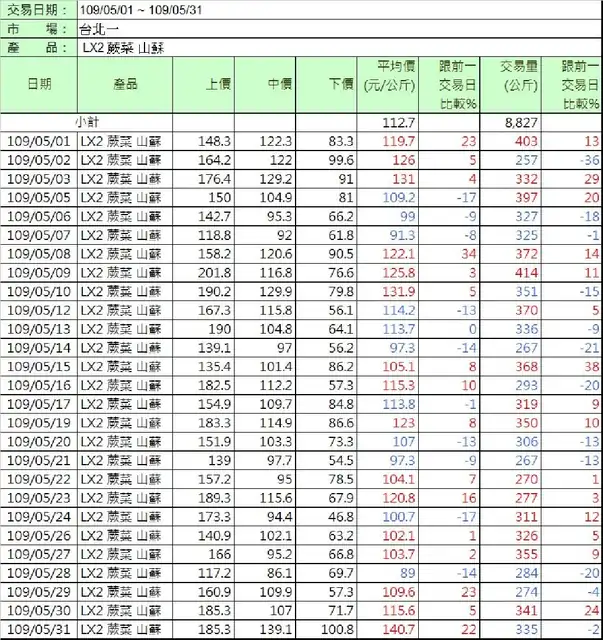 交易日期： 109/05/01 ~ 109/05/31
市 場： 台北一
產 品： LX2 蕨菜 山蘇
日期 產品 上價 中價 下價 平均價(元/公斤) 跟前一交易日比較% 交易量(公斤) 跟前一交易日比較%
小計 112.7 8,827
109/05/01 LX2 蕨菜 山蘇 148.3 122.3 83.3 119.7 23 403 13
109/05/02 LX2 蕨菜 山蘇 164.2 122 99.6 126 5 257 -36
109/05/03 LX2 蕨菜 山蘇 176.4 129.2 91 131 4 332 29
109/05/05 LX2 蕨菜 山蘇 150 104.9 81 109.2 -17 397 20
109/05/06 LX2 蕨菜 山蘇 142.7 95.3 66.2 99 -9 327 -18
109/05/07 LX2 蕨菜 山蘇 118.8 92 61.8 91.3 -8 325 -1
109/05/08 LX2 蕨菜 山蘇 158.2 120.6 90.5 122.1 34 372 14
109/05/09 LX2 蕨菜 山蘇 201.8 116.8 76.6 125.8 3 414 11
109/05/10 LX2 蕨菜 山蘇 190.2 129.9 79.8 131.9 5 351 -15
109/05/12 LX2 蕨菜 山蘇 167.3 115.8 56.1 114.2 -13 370 5
109/05/13 LX2 蕨菜 山蘇 190 104.8 64.1 113.7 0 336 -9
109/05/14 LX2 蕨菜 山蘇 139.1 97 56.2 97.3 -14 267 -21
109/05/15 LX2 蕨菜 山蘇 135.4 101.4 86.2 105.1 8 368 38
109/05/16 LX2 蕨菜 山蘇 182.5 112.2 57.3 115.3 10 293 -20
109/05/17 LX2 蕨菜 山蘇 154.9 109.7 84.8 113.8 -1 319 9
109/05/19 LX2 蕨菜 山蘇 183.3 114.9 86.6 123 8 350 10
109/05/20 LX2 蕨菜 山蘇 151.9 103.3 73.3 107 -13 306 -13
109/05/21 LX2 蕨菜 山蘇 139 97.7 54.5 97.3 -9 267 -13
109/05/22 LX2 蕨菜 山蘇 157.2 95 78.5 104.1 7 270 1
109/05/23 LX2 蕨菜 山蘇 189.3 115.6 67.9 120.8 16 277 3
109/05/24 LX2 蕨菜 山蘇 173.3 94.4 46.8 100.7 -17 311 12
109/05/26 LX2 蕨菜 山蘇 140.9 102.1 63.2 102.1 1 326 5
109/05/27 LX2 蕨菜 山蘇 166 95.2 66.8 103.7 2 355 9
109/05/28 LX2 蕨菜 山蘇 117.2 86.1 69.7 89 -14 284 -20
109/05/29 LX2 蕨菜 山蘇 160.9 109.9 57.3 109.6 23 274 -4
109/05/30 LX2 蕨菜 山蘇 185.3 107 71.7 115.6 5 341 24
109/05/31 LX2 蕨菜 山蘇 185.3 139.1 100.8 140.7 22 335 -2